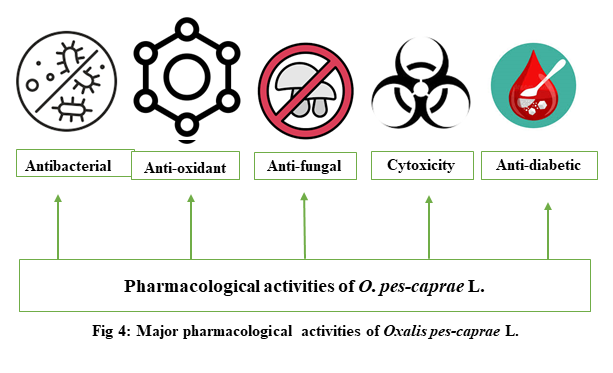 Antibacterial
Anti-oxidant
Anti-fungal
Cytoxicity
Anti-diabetic
Pharmacological activities of O. pes-caprae L.
Fig 4: Major pharmacological activities of Oxalis pes-caprae L.